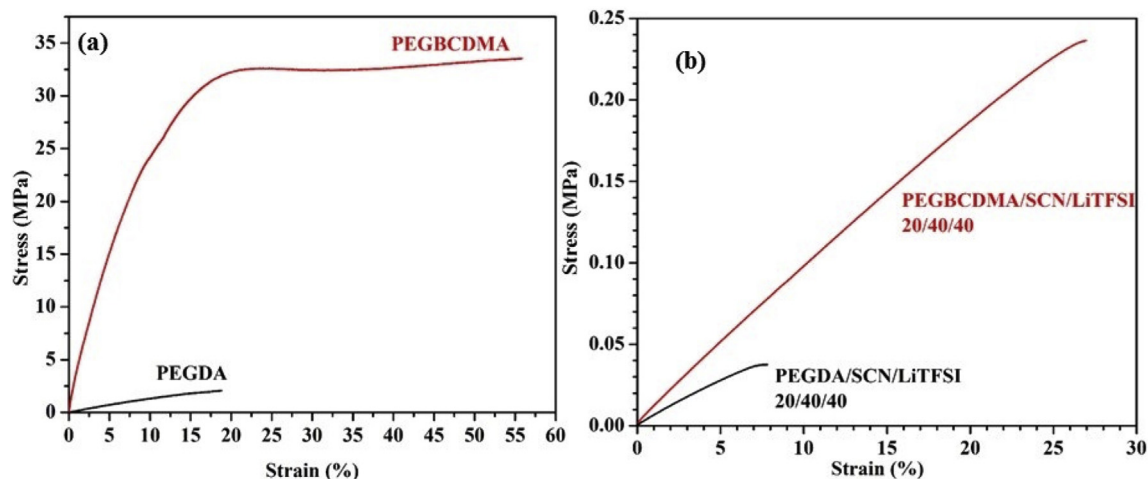 (a)
PEGBCDMA
PEGDA
35
30
25
20
15
10
5
0
0 5 10 15 20 25 30 35 40 45 50 55 60
Stress (MPa)
Strain (%)
(b)
PEGBCDMA/SCN/LiTFSI
20/40/40
PEGDA/SCN/LiTFSI
20/40/40
0.25
0.20
0.15
0.10
0.05
0.00
0 5 10 15 20 25 30
Stress (MPa)
Strain (%)